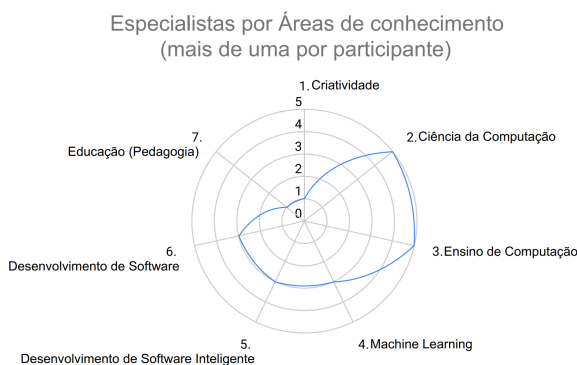 Especialistas por Áreas de conhecimento
(mais de uma por participante)
1. Criatividade
2. Ciência da Computação
3. Ensino de Computação
4. Machine Learning
5.
Desenvolvimento de Software Inteligente
6.
Desenvolvimento de Software
7.
Educação (Pedagogia)
5
4
3
2
1
0